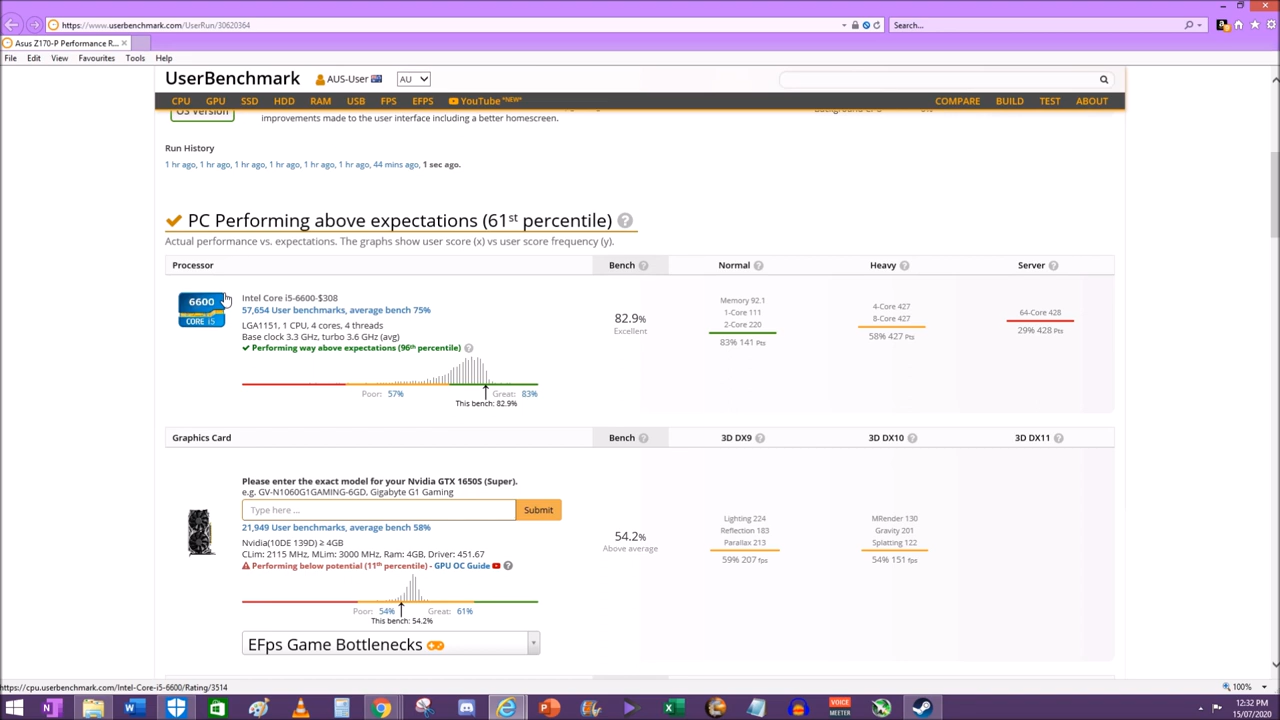 https://www.userbenchmark.com/UserRun/30620364
Search...
Asus Z170-P Performance R...
File Edit View Favourites Tools Help
UserBenchmark AUS-User AU
CPU GPU SSD HDD RAM USB FPS EFPS YouTube *NEW* COMPARE BUILD TEST ABOUT
OS Version
improvements made to the user interface including a better homescreen.
Run History
1 hr ago, 1 hr ago, 1 hr ago, 1 hr ago, 1 hr ago, 1 hr ago, 44 mins ago, 1 sec ago.
PC Performing above expectations (61st percentile) ?
Actual performance vs. expectations. The graphs show user score (x) vs user score frequency (y).
Processor Bench ? Normal ? Heavy ? Server ?
6600
CORE i5
Intel Core i5-6600-$308
57,654 User benchmarks, average bench 75%
LGA1151, 1 CPU, 4 cores, 4 threads
Base clock 3.3 GHz, turbo 3.6 GHz (avg)
Performing way above expectations (96th percentile) ?
Poor: 57% Great: 83%
This bench: 82.9%
82.9%
Excellent
Memory 92.1
1-Core 111
2-Core 220
83% 141 Pts
4-Core 427
8-Core 427
58% 427 Pts
64-Core 428
29% 428 Pts
Graphics Card Bench ? 3D DX9 ? 3D DX10 ? 3D DX11 ?
Please enter the exact model for your Nvidia GTX 1650S (Super).
e.g. GV-N1060G1GAMING-6GD, Gigabyte G1 Gaming
Type here ... Submit
21,949 User benchmarks, average bench 58%
Nvidia(10DE 139D) ≥ 4GB
CLim: 2115 MHz, MLim: 3000 MHz, Ram: 4GB, Driver: 451.67
Performing below potential (11th percentile) - GPU OC Guide ?
Poor: 54% Great: 61%
This bench: 54.2%
54.2%
Above average
Lighting 224
Reflection 183
Parallax 213
59% 207 fps
MRender 130
Gravity 201
Splatting 122
54% 151 fps
EFps Game Bottlenecks
https://cpu.userbenchmark.com/Intel-Core-i5-6600/Rating/3514
100%
VOICE
MEETER
12:32 PM
15/07/2020